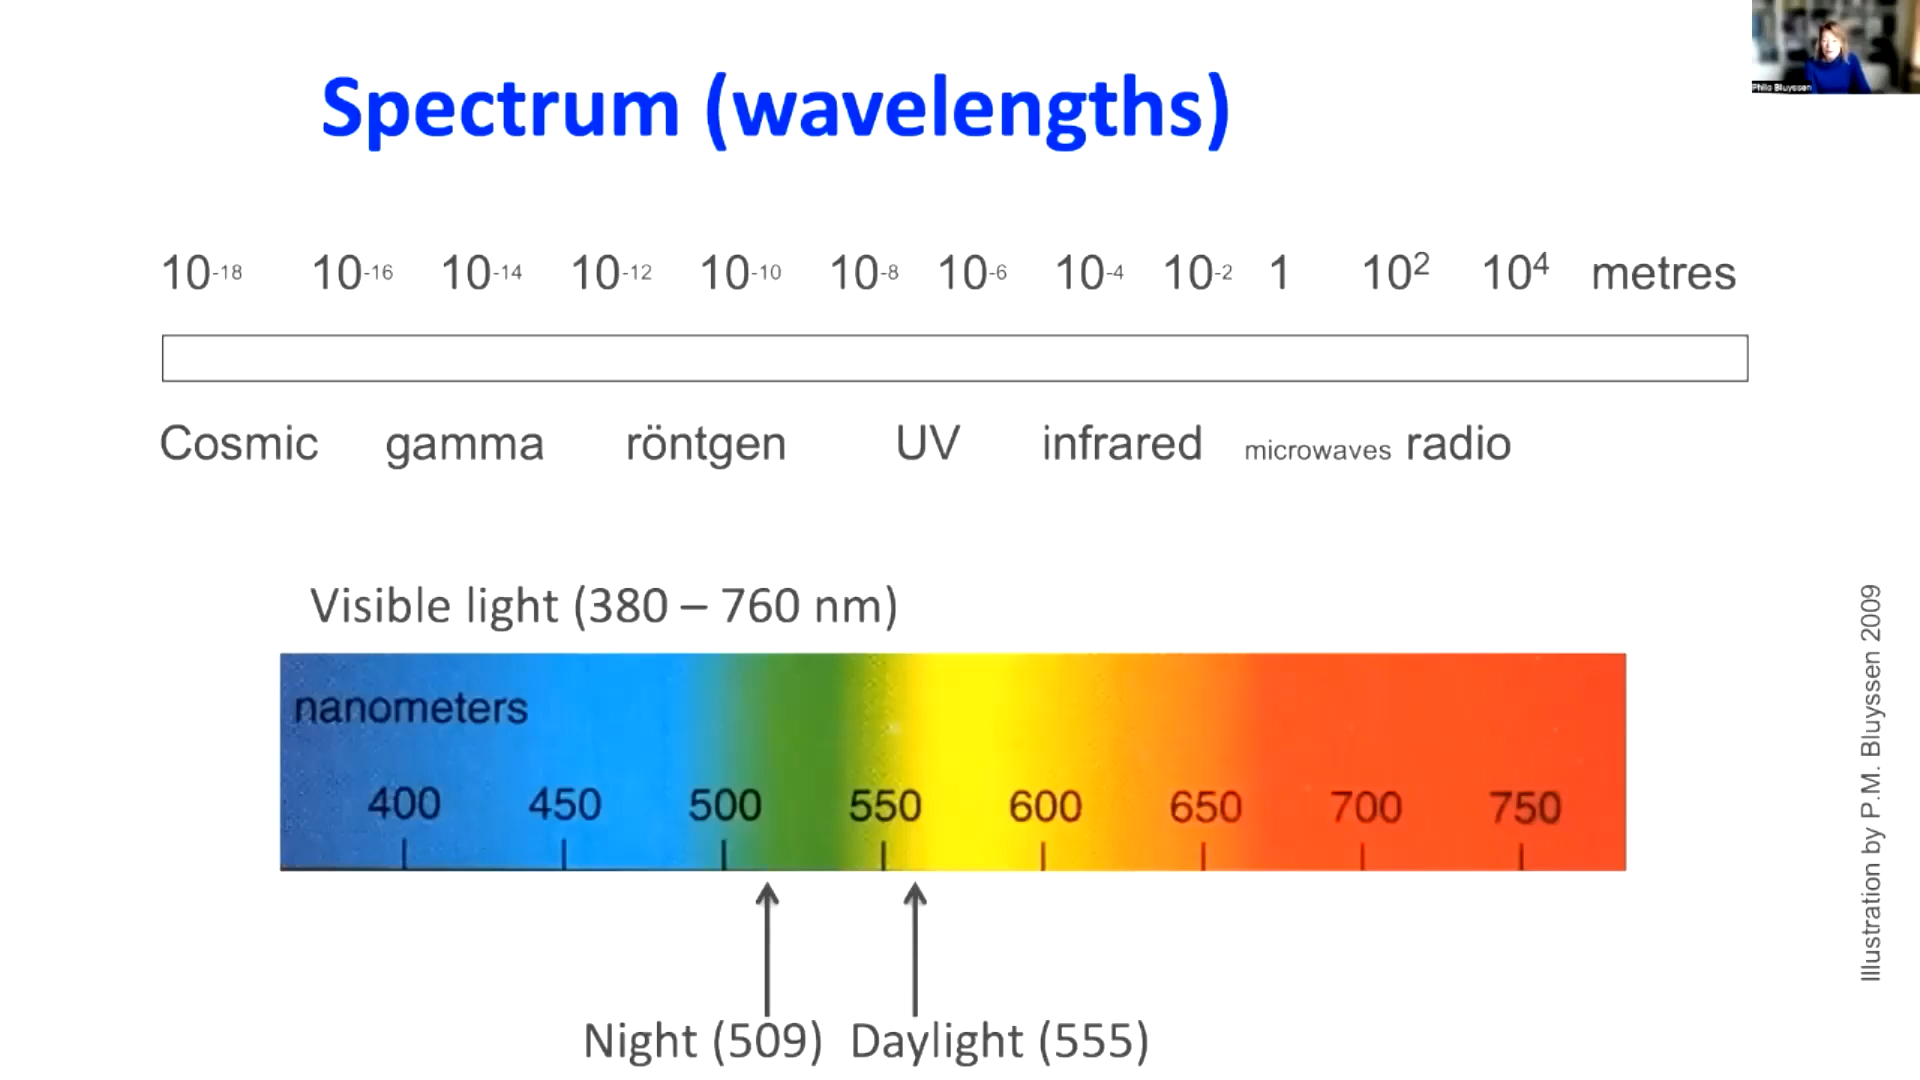 Philo Bluyssen
Spectrum (wavelengths)
10⁻¹⁸ 10⁻¹⁶ 10⁻¹⁴ 10⁻¹² 10⁻¹⁰ 10⁻⁸ 10⁻⁶ 10⁻⁴ 10⁻² 1 10² 10⁴ metres
Cosmic gamma röntgen UV infrared microwaves radio
Visible light (380 – 760 nm)
nanometers
400 450 500 550 600 650 700 750
Night (509) Daylight (555)
Illustration by P.M. Bluyssen 2009